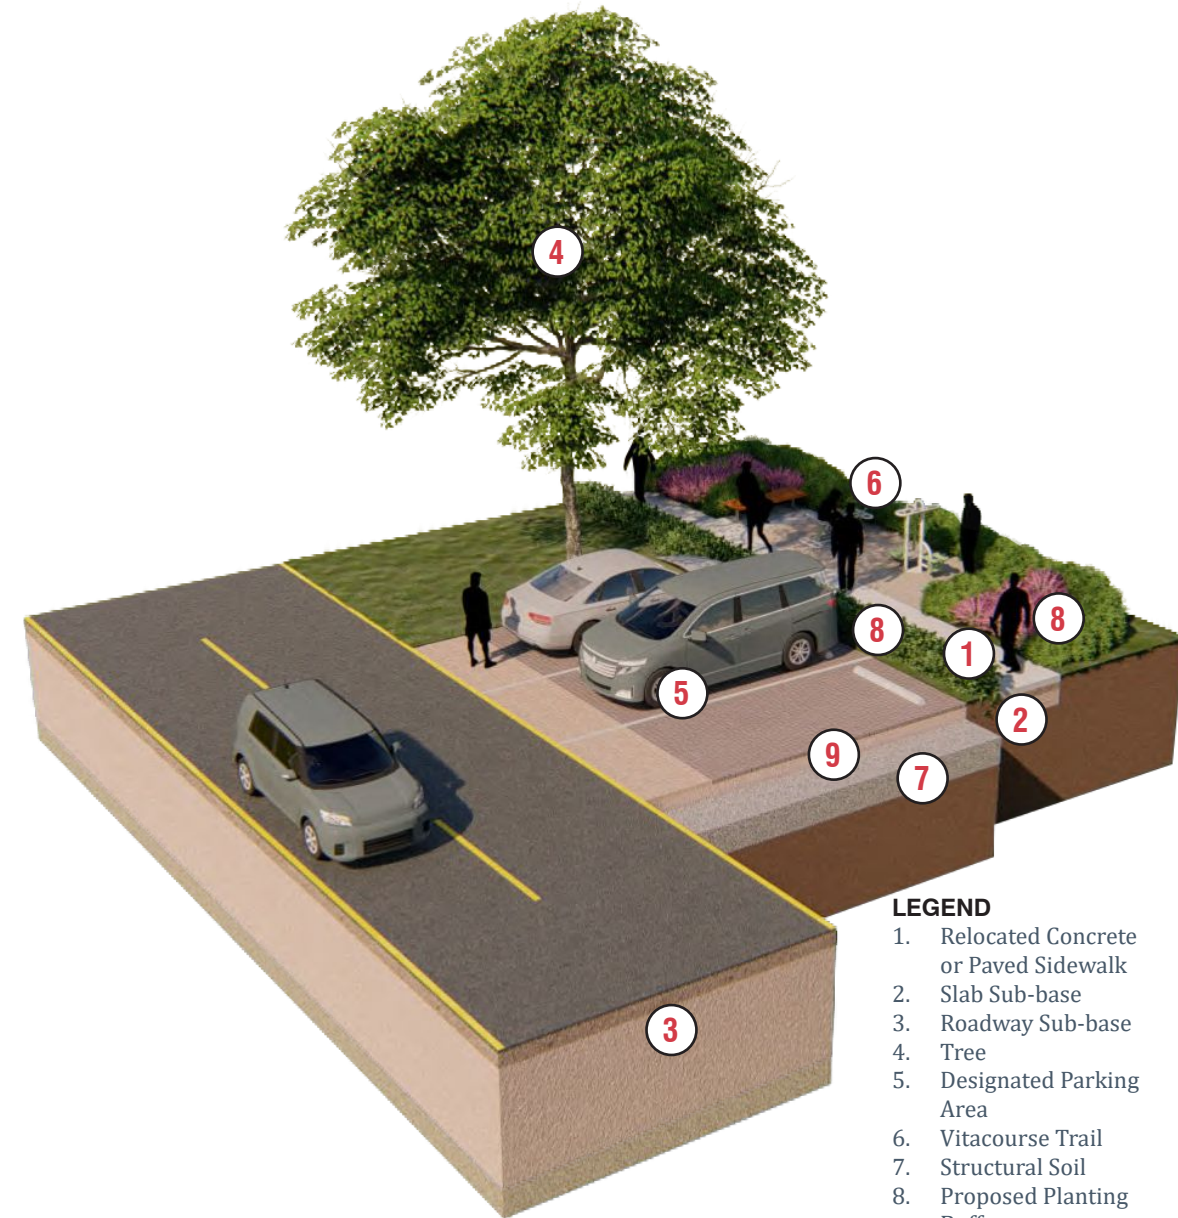 4
6
8
8
1
5
2
9
7
3
LEGEND
1. Relocated Concrete
or Paved Sidewalk
2. Slab Sub-base
3. Roadway Sub-base
4. Tree
5. Designated Parking
Area
6. Vitacourse Trail
7. Structural Soil
8. Proposed Planting